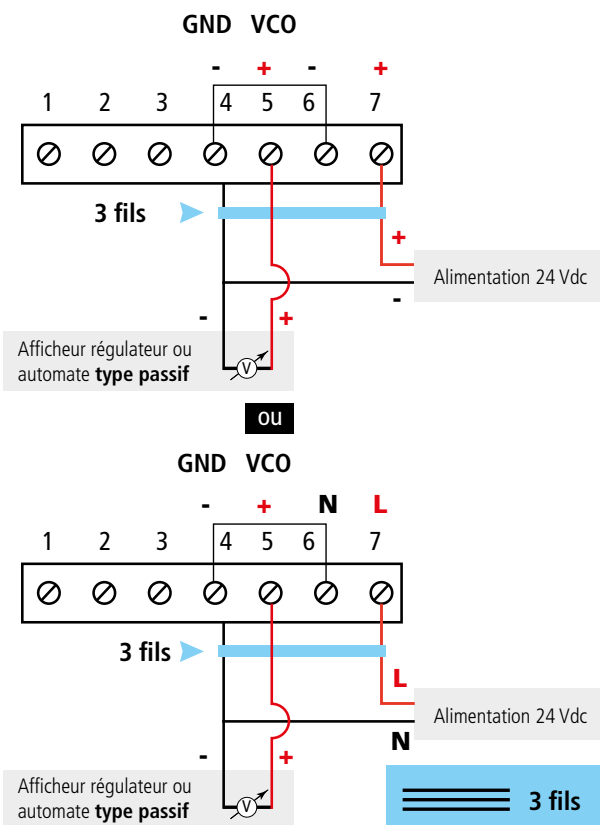 GND VCO
- + - +
1 2 3 4 5 6 7
3 fils
+
Alimentation 24 Vdc
-
- +
Afficheur régulateur ou
automate type passif
V
ou
GND VCO
- + N L
1 2 3 4 5 6 7
3 fils
L
Alimentation 24 Vdc
N
- +
Afficheur régulateur ou
automate type passif
V
3 fils